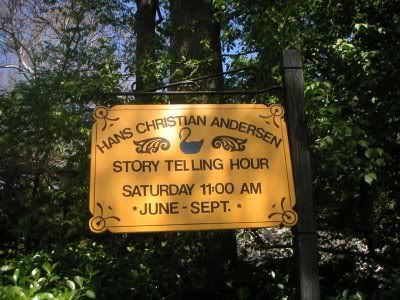 HANS CHRISTIAN ANDERSEN
STORY TELLING HOUR
SATURDAY 11:00 AM
* JUNE - SEPT. *